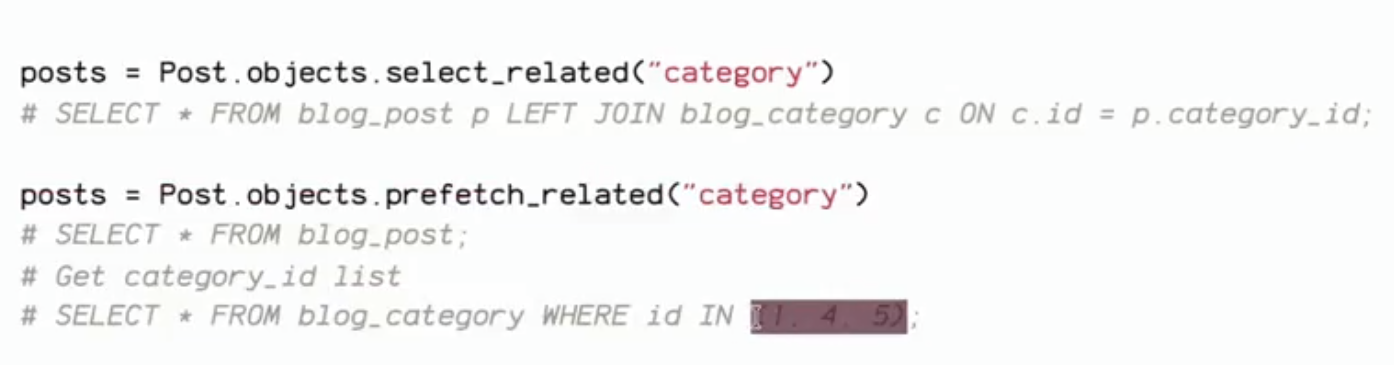 posts = Post.objects.select_related("category")
# SELECT * FROM blog_post p LEFT JOIN blog_category c ON c.id = p.category_id;
posts = Post.objects.prefetch_related("category")
# SELECT * FROM blog_post;
# Get category_id list
# SELECT * FROM blog_category WHERE id IN (1, 4, 5);